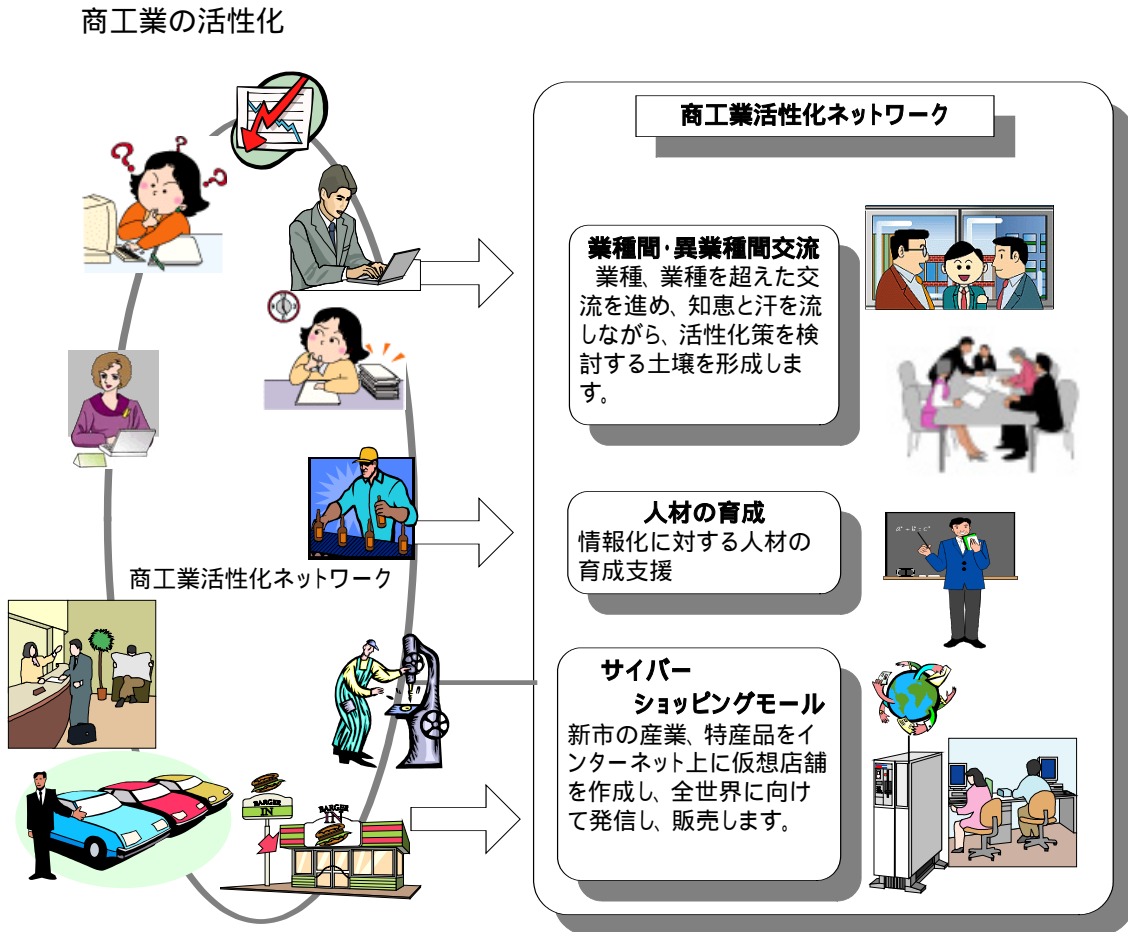 商工業の活性化
商工業活性化ネットワーク
業種間・異業種間交流
業種、業種を超えた交
流を進め、知恵と汗を流
しながら、活性化策を検
討する土壌を形成しま
す。
人材の育成
情報化に対する人材の
育成支援
商工業活性化ネットワーク
サイバー
ショッピングモール
新市の産業、特産品をイ
ンターネット上に仮想店舗
を作成し、全世界に向け
て発信し、販売します。
BARGER
IN
BARGER
IN